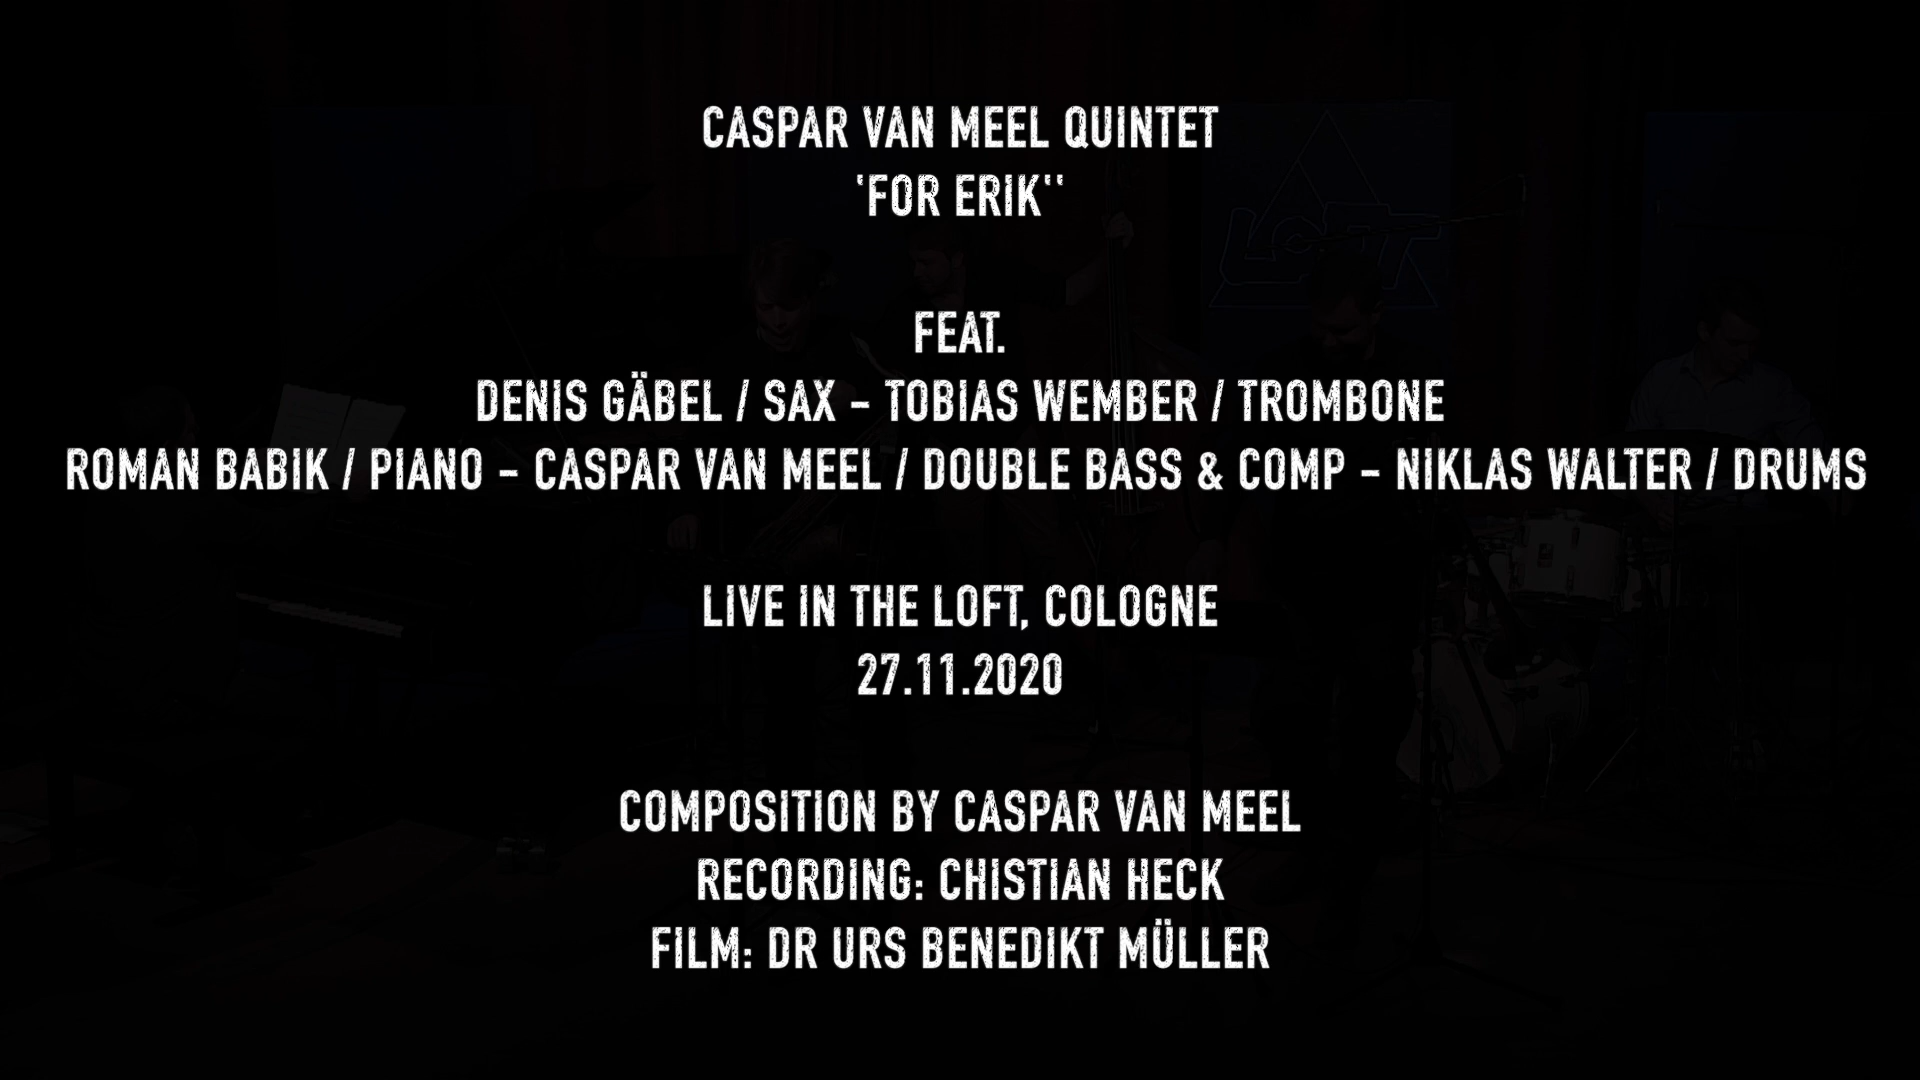 CASPAR VAN MEEL QUINTET
'FOR ERIK''
LOFT
FEAT.
DENIS GÄBEL / SAX – TOBIAS WEMBER / TROMBONE
ROMAN BABIK / PIANO – CASPAR VAN MEEL / DOUBLE BASS & COMP – NIKLAS WALTER / DRUMS
LIVE IN THE LOFT, COLOGNE
27.11.2020
COMPOSITION BY CASPAR VAN MEEL
RECORDING: CHISTIAN HECK
FILM: DR URS BENEDIKT MÜLLER